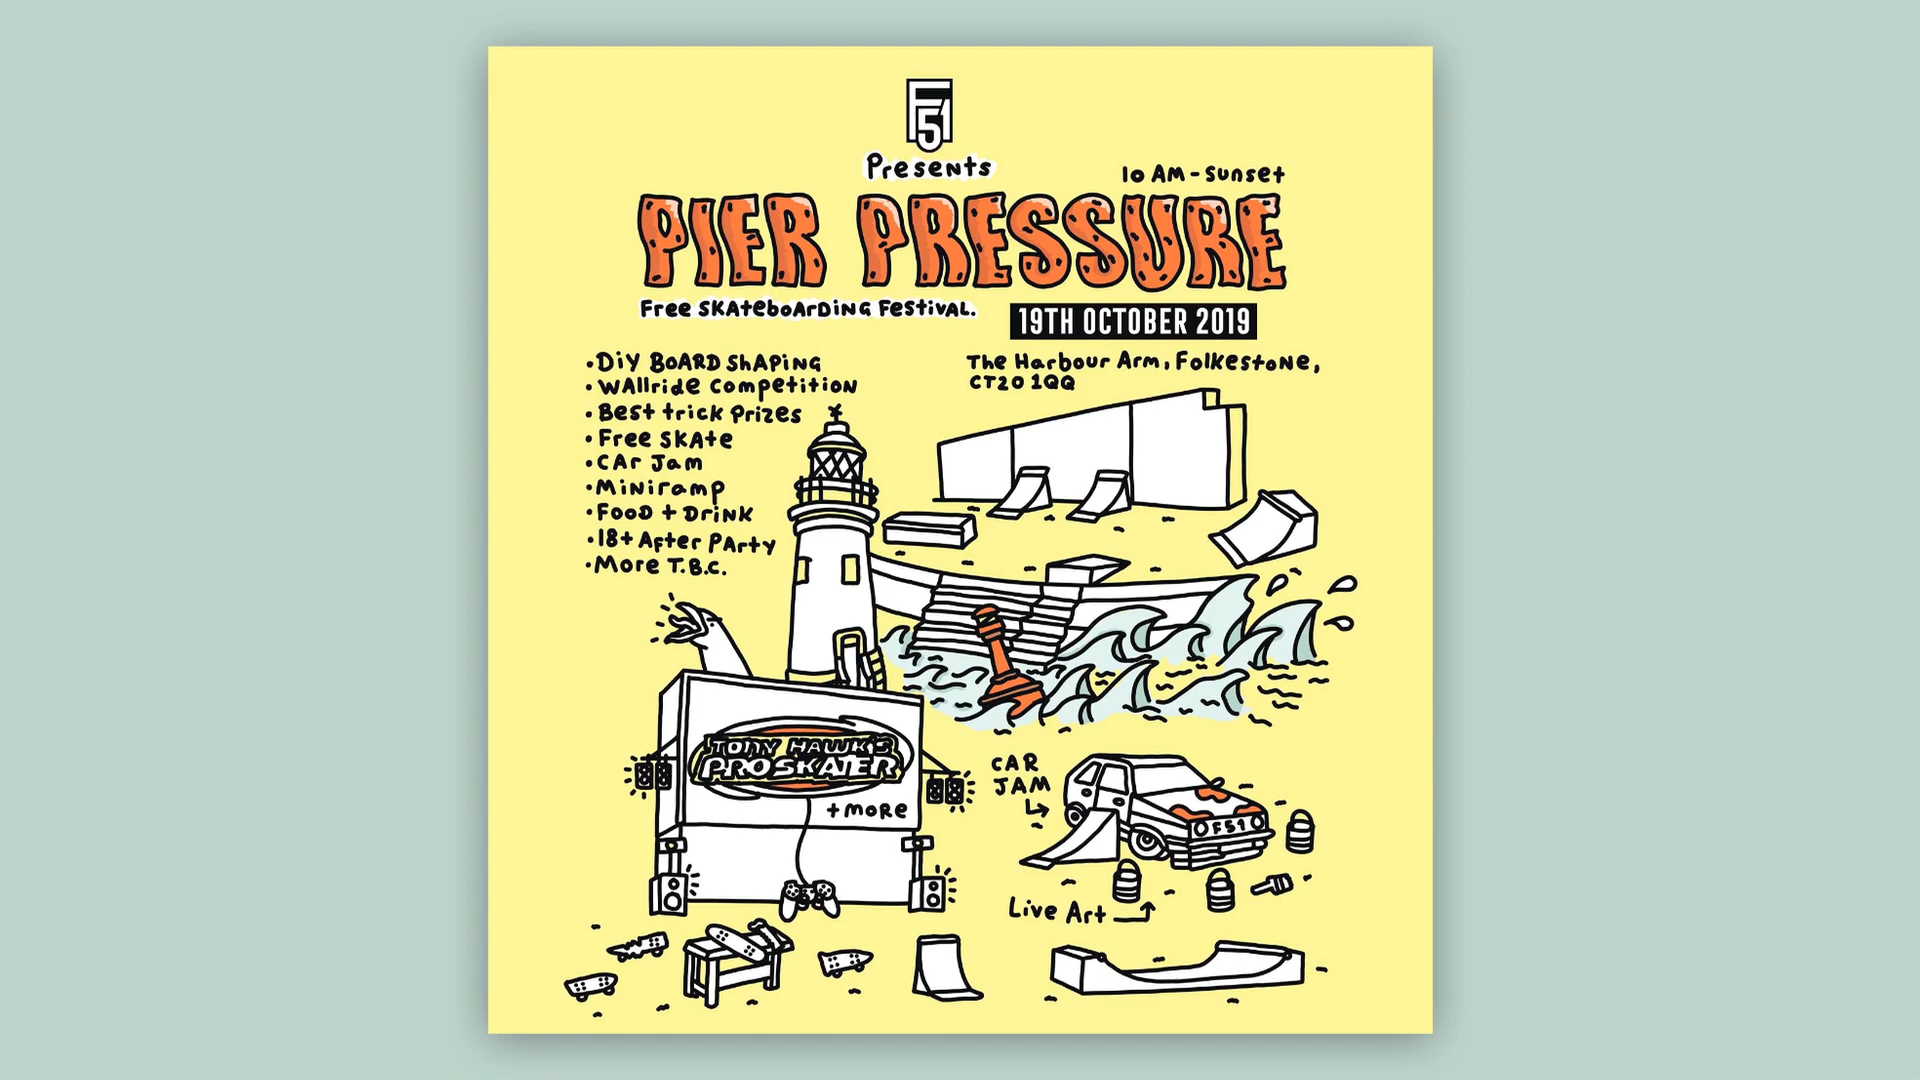 F51
Presents
10 AM - Sunset
PIER PRESSURE
Free SKAteboArDinG FestivAL.
19TH OCTOBER 2019
• DiY BOARD ShAPinG
• WAllride Competition
• Best trick Prizes
• Free SKAte
• CAr Jam
• Miniramp
• FooD + DrinK
• 18+ After PArty
• More T.B.C.
The Harbour Arm, Folkestone,
CT20 1QQ
TONY HAWK'S
PRO SKATER
+ more
CAR
JAM
F51
Live Art